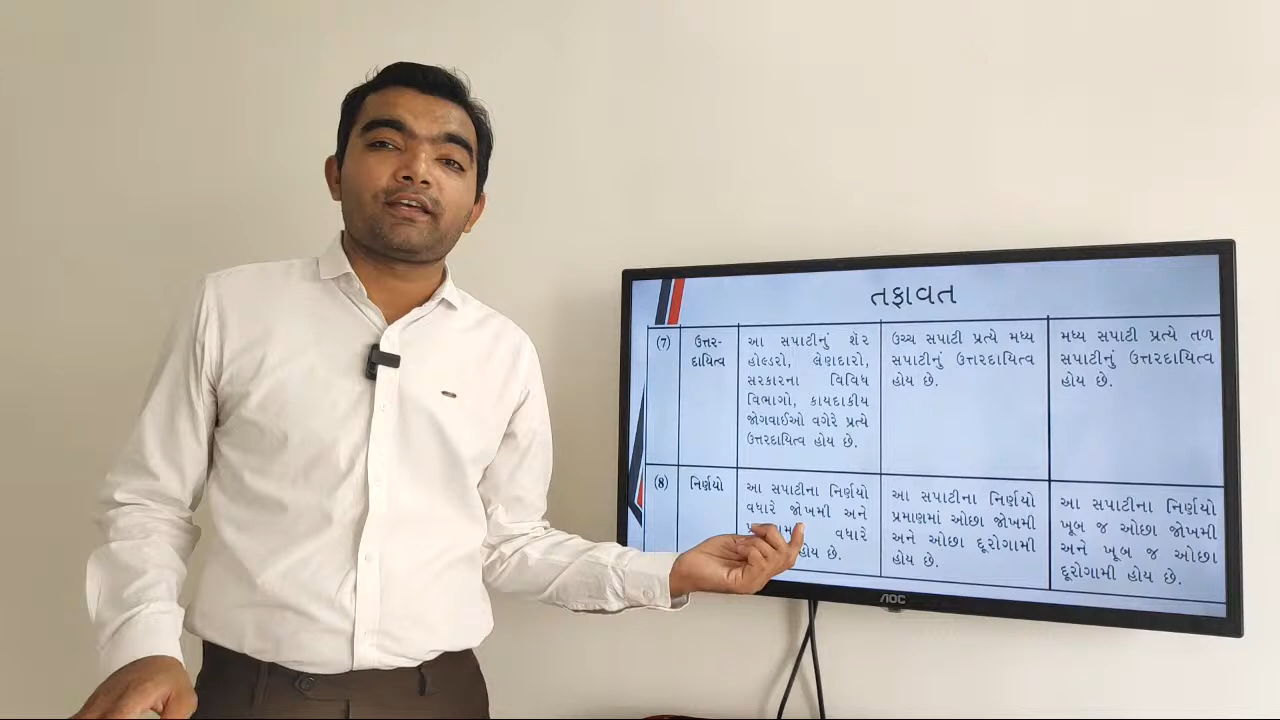 તફાવત
(7) ઉત્તર-
દાયિત્વ
આ સપાટીનું શૅર
હોલ્ડરો, લેણદારો,
સરકારના વિવિધ
વિભાગો, કાયદાકીય
જોગવાઈઓ વગેરે પ્રત્યે
ઉત્તરદાયિત્વ હોય છે.
ઉચ્ચ સપાટી પ્રત્યે મધ્ય
સપાટીનું ઉત્તરદાયિત્વ
હોય છે.
મધ્ય સપાટી પ્રત્યે તળ
સપાટીનું ઉત્તરદાયિત્વ
હોય છે.
(8) નિર્ણયો
આ સપાટીના નિર્ણયો
વધારે જોખમી અને
વધારે
હોય છે.
આ સપાટીના નિર્ણયો
પ્રમાણમાં ઓછા જોખમી
અને ઓછા દૂરોગામી
હોય છે.
આ સપાટીના નિર્ણયો
ખૂબ જ ઓછા જોખમી
અને ખૂબ જ ઓછા
દૂરોગામી હોય છે.
AOC